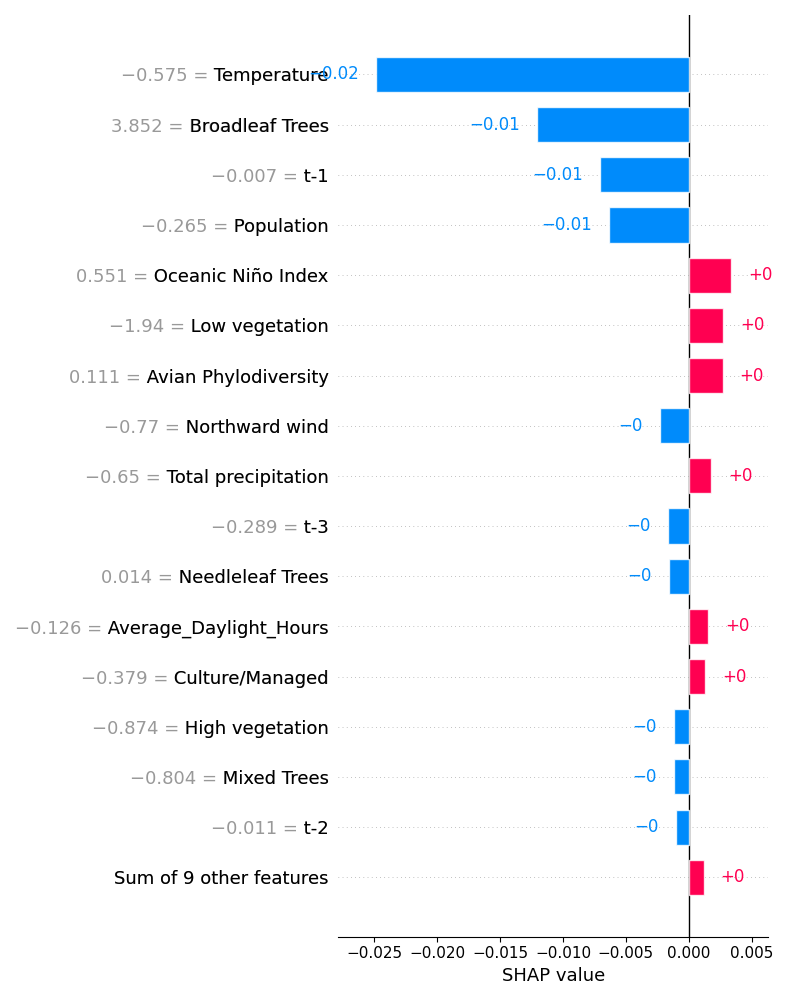 −0.575 = Temperature −0.02
3.852 = Broadleaf Trees −0.01
−0.007 = t-1 −0.01
−0.265 = Population −0.01
0.551 = Oceanic Niño Index +0
−1.94 = Low vegetation +0
0.111 = Avian Phylodiversity +0
−0.77 = Northward wind −0
−0.65 = Total precipitation +0
−0.289 = t-3 −0
0.014 = Needleleaf Trees −0
−0.126 = Average_Daylight_Hours +0
−0.379 = Culture/Managed +0
−0.874 = High vegetation −0
−0.804 = Mixed Trees −0
−0.011 = t-2 −0
Sum of 9 other features +0
−0.025 −0.020 −0.015 −0.010 −0.005 0.000 0.005
SHAP value